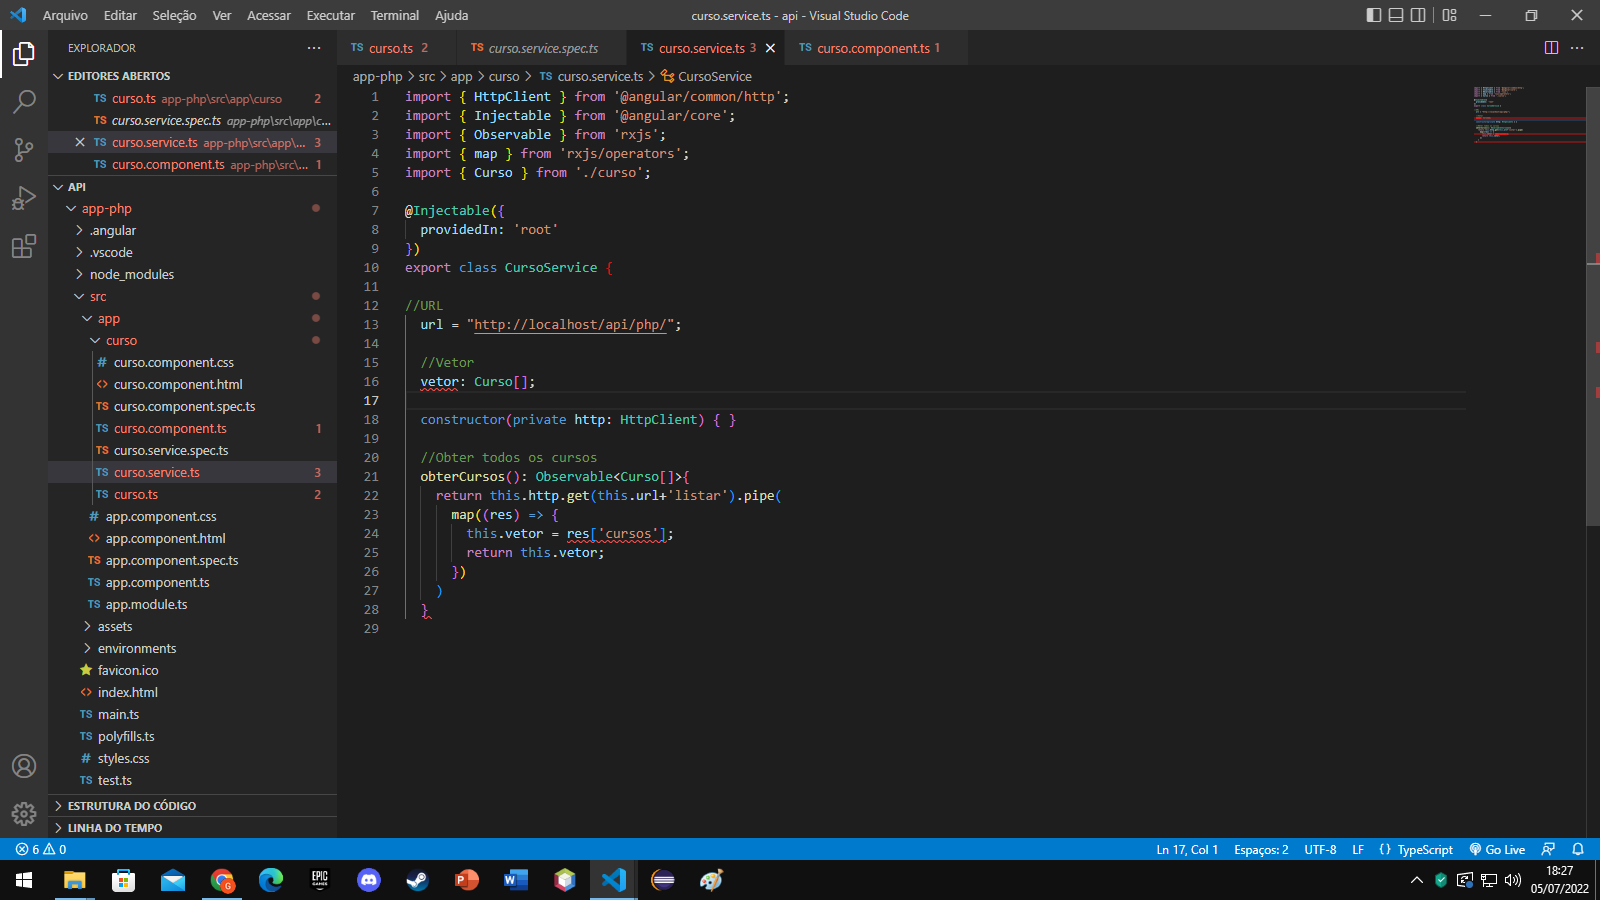 Arquivo Editar Seleção Ver Acessar Executar Terminal Ajuda
curso.service.ts - api - Visual Studio Code
EXPLORADOR
TS curso.ts 2
TS curso.service.spec.ts
TS curso.service.ts 3
TS curso.component.ts 1
EDITORES ABERTOS
TS curso.ts app-php\src\app\curso 2
TS curso.service.spec.ts app-php\src\app\c...
TS curso.service.ts app-php\src\app\... 3
TS curso.component.ts app-php\src\... 1
API
app-php
.angular
.vscode
node_modules
src
app
curso
# curso.component.css
<> curso.component.html
TS curso.component.spec.ts
TS curso.component.ts 1
TS curso.service.spec.ts
TS curso.service.ts 3
TS curso.ts 2
# app.component.css
<> app.component.html
TS app.component.spec.ts
TS app.component.ts
TS app.module.ts
assets
environments
favicon.ico
<> index.html
TS main.ts
TS polyfills.ts
# styles.css
TS test.ts
ESTRUTURA DO CÓDIGO
LINHA DO TEMPO
app-php > src > app > curso > TS curso.service.ts > CursoService
1 import { HttpClient } from '@angular/common/http';
2 import { Injectable } from '@angular/core';
3 import { Observable } from 'rxjs';
4 import { map } from 'rxjs/operators';
5 import { Curso } from './curso';
6
7 @Injectable({
8 providedIn: 'root'
9 })
10 export class CursoService {
11
12 //URL
13 url = "http://localhost/api/php/";
14
15 //Vetor
16 vetor: Curso[];
17
18 constructor(private http: HttpClient) { }
19
20 //Obter todos os cursos
21 obterCursos(): Observable<Curso[]>{
22 return this.http.get(this.url+'listar').pipe(
23 map((res) => {
24 this.vetor = res['cursos'];
25 return this.vetor;
26 })
27 )
28 }
29
6 0
Ln 17, Col 1 Espaços: 2 UTF-8 LF {} TypeScript Go Live
EPIC GAMES
18:27
05/07/2022